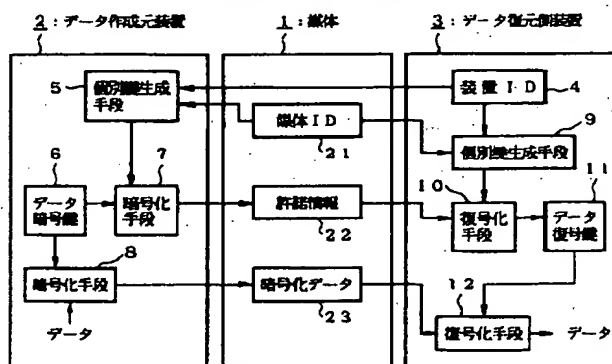 2：データ作成元装置
1：媒体
3：データ復元側装置
5
個別鍵生成
手段
装置ID
4
9
媒体ID
21
個別鍵生成手段
6
7
10
11
データ
暗号鍵
暗号化
手段
許諾情報
22
復号化
手段
データ
復号鍵
8
暗号化手段
暗号化データ
23
12
復号化手段
データ
データ